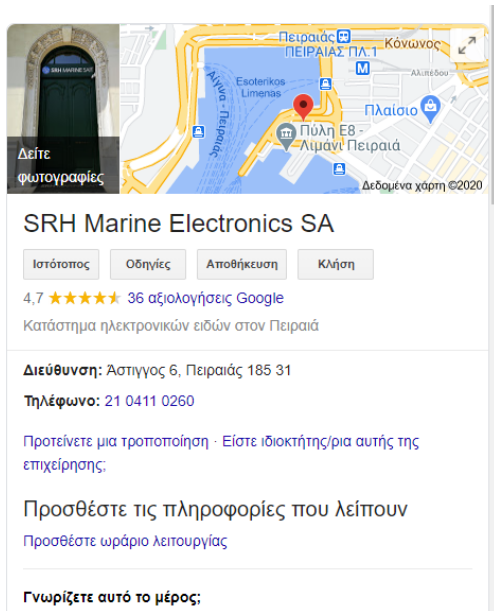 SRH MARINE SAI
Δείτε
φωτογραφίες
Πειραιάς
ΠΕΙΡΑΙΑΣ ΠΛ.1
Κόνωνος
M
Αλιπέδου
Αίγινα - Πειραιάς
Esoterikos
Limenas
Πλαίσιο
Πύλη Ε8 -
Λιμάνι Πειραιά
Δεδομένα χάρτη ©2020
SRH Marine Electronics SA
Ιστότοπος Οδηγίες Αποθήκευση Κλήση
4,7 36 αξιολογήσεις Google
Κατάστημα ηλεκτρονικών ειδών στον Πειραιά
Διεύθυνση: Άστιγγος 6, Πειραιάς 185 31
Τηλέφωνο: 21 0411 0260
Προτείνετε μια τροποποίηση · Είστε ιδιοκτήτης/ρια αυτής της
επιχείρησης;
Προσθέστε τις πληροφορίες που λείπουν
Προσθέστε ωράριο λειτουργίας
Γνωρίζετε αυτό το μέρος;